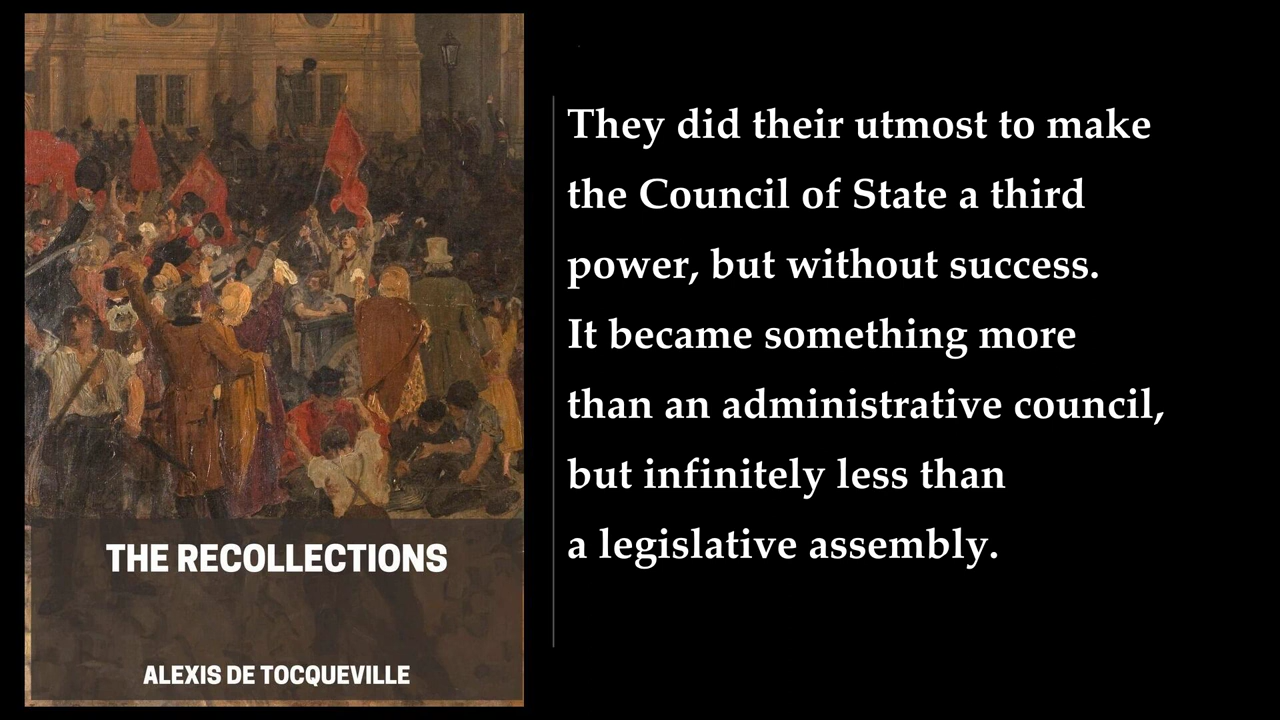 THE RECOLLECTIONS
ALEXIS DE TOCQUEVILLE
They did their utmost to make
the Council of State a third
power, but without success.
It became something more
than an administrative council,
but infinitely less than
a legislative assembly.